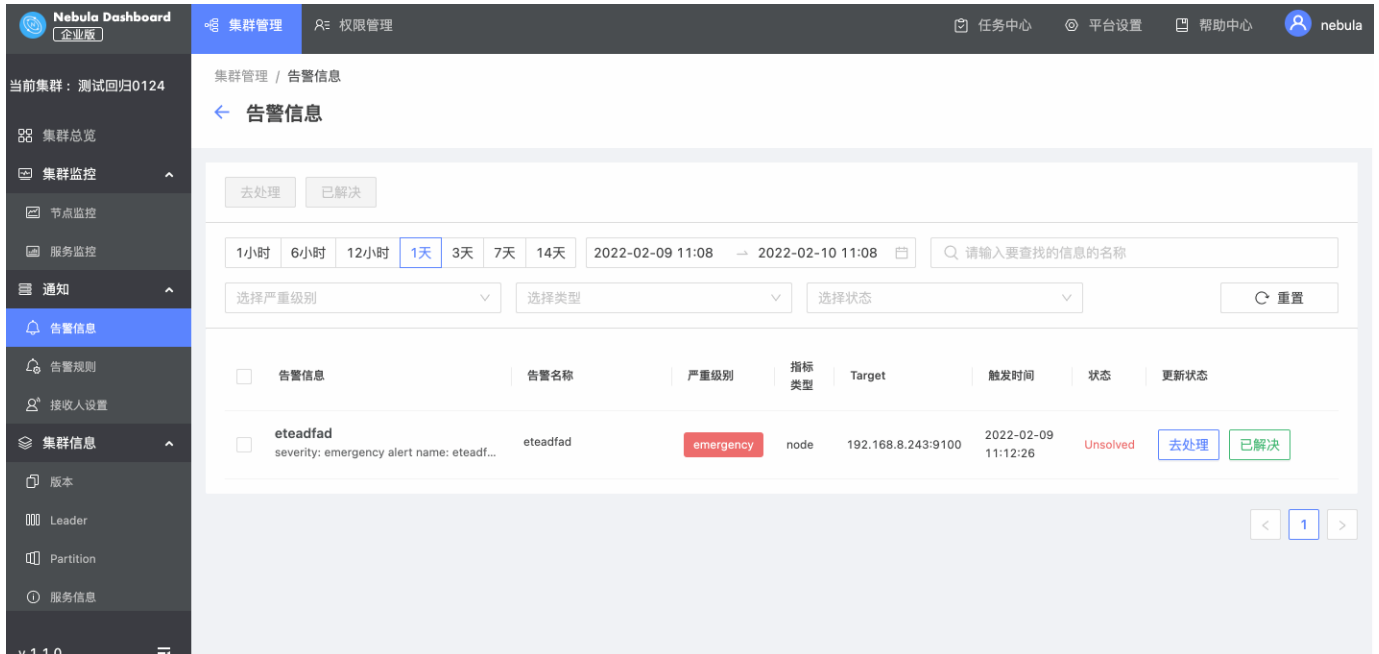 Nebula Dashboard
企业版
集群管理
权限管理
任务中心
平台设置
帮助中心
nebula
当前集群：测试回归0124
集群总览
集群监控
节点监控
服务监控
通知
告警信息
告警规则
接收人设置
集群信息
版本
Leader
Partition
服务信息
v 1.1.0
集群管理 / 告警信息
← 告警信息
去处理 已解决
1小时 6小时 12小时 1天 3天 7天 14天 2022-02-09 11:08 → 2022-02-10 11:08 请输入要查找的信息的名称
选择严重级别 选择类型 选择状态 重置
告警信息 告警名称 严重级别 指标类型 Target 触发时间 状态 更新状态
eteadfad
severity: emergency alert name: eteadf...
eteadfad
emergency
node
192.168.8.243:9100
2022-02-09
11:12:26
Unsolved
去处理
已解决
< 1 >